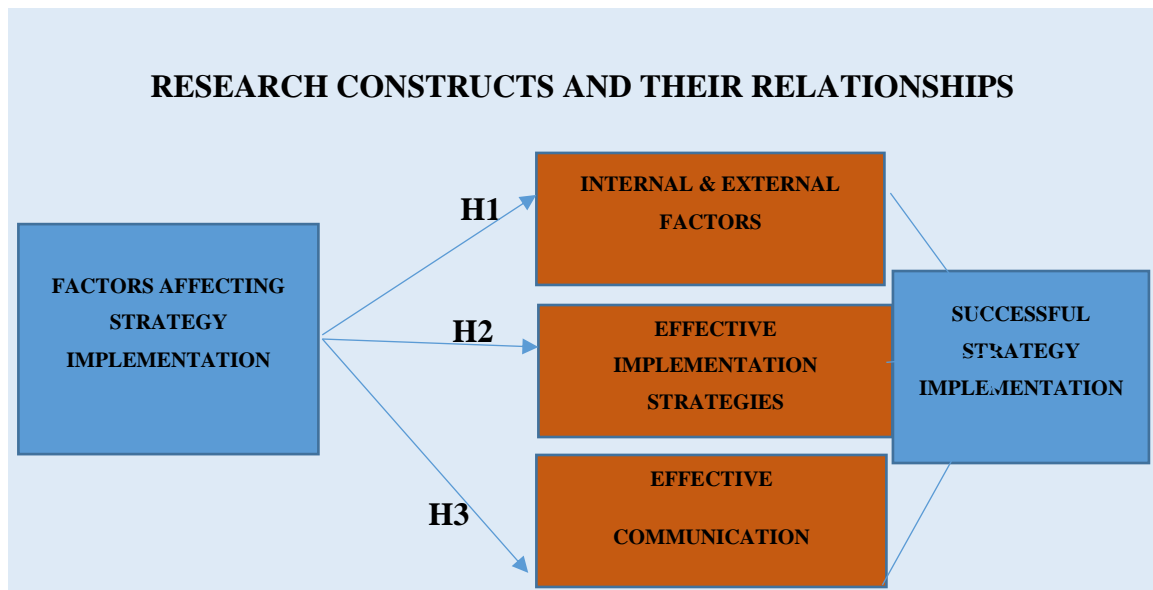 RESEARCH CONSTRUCTS AND THEIR RELATIONSHIPS
FACTORS AFFECTING
STRATEGY
IMPLEMENTATION
H1
H2
H3
INTERNAL & EXTERNAL
FACTORS
EFFECTIVE
IMPLEMENTATION
STRATEGIES
EFFECTIVE
COMMUNICATION
SUCCESSFUL
STRATEGY
IMPLEMENTATION